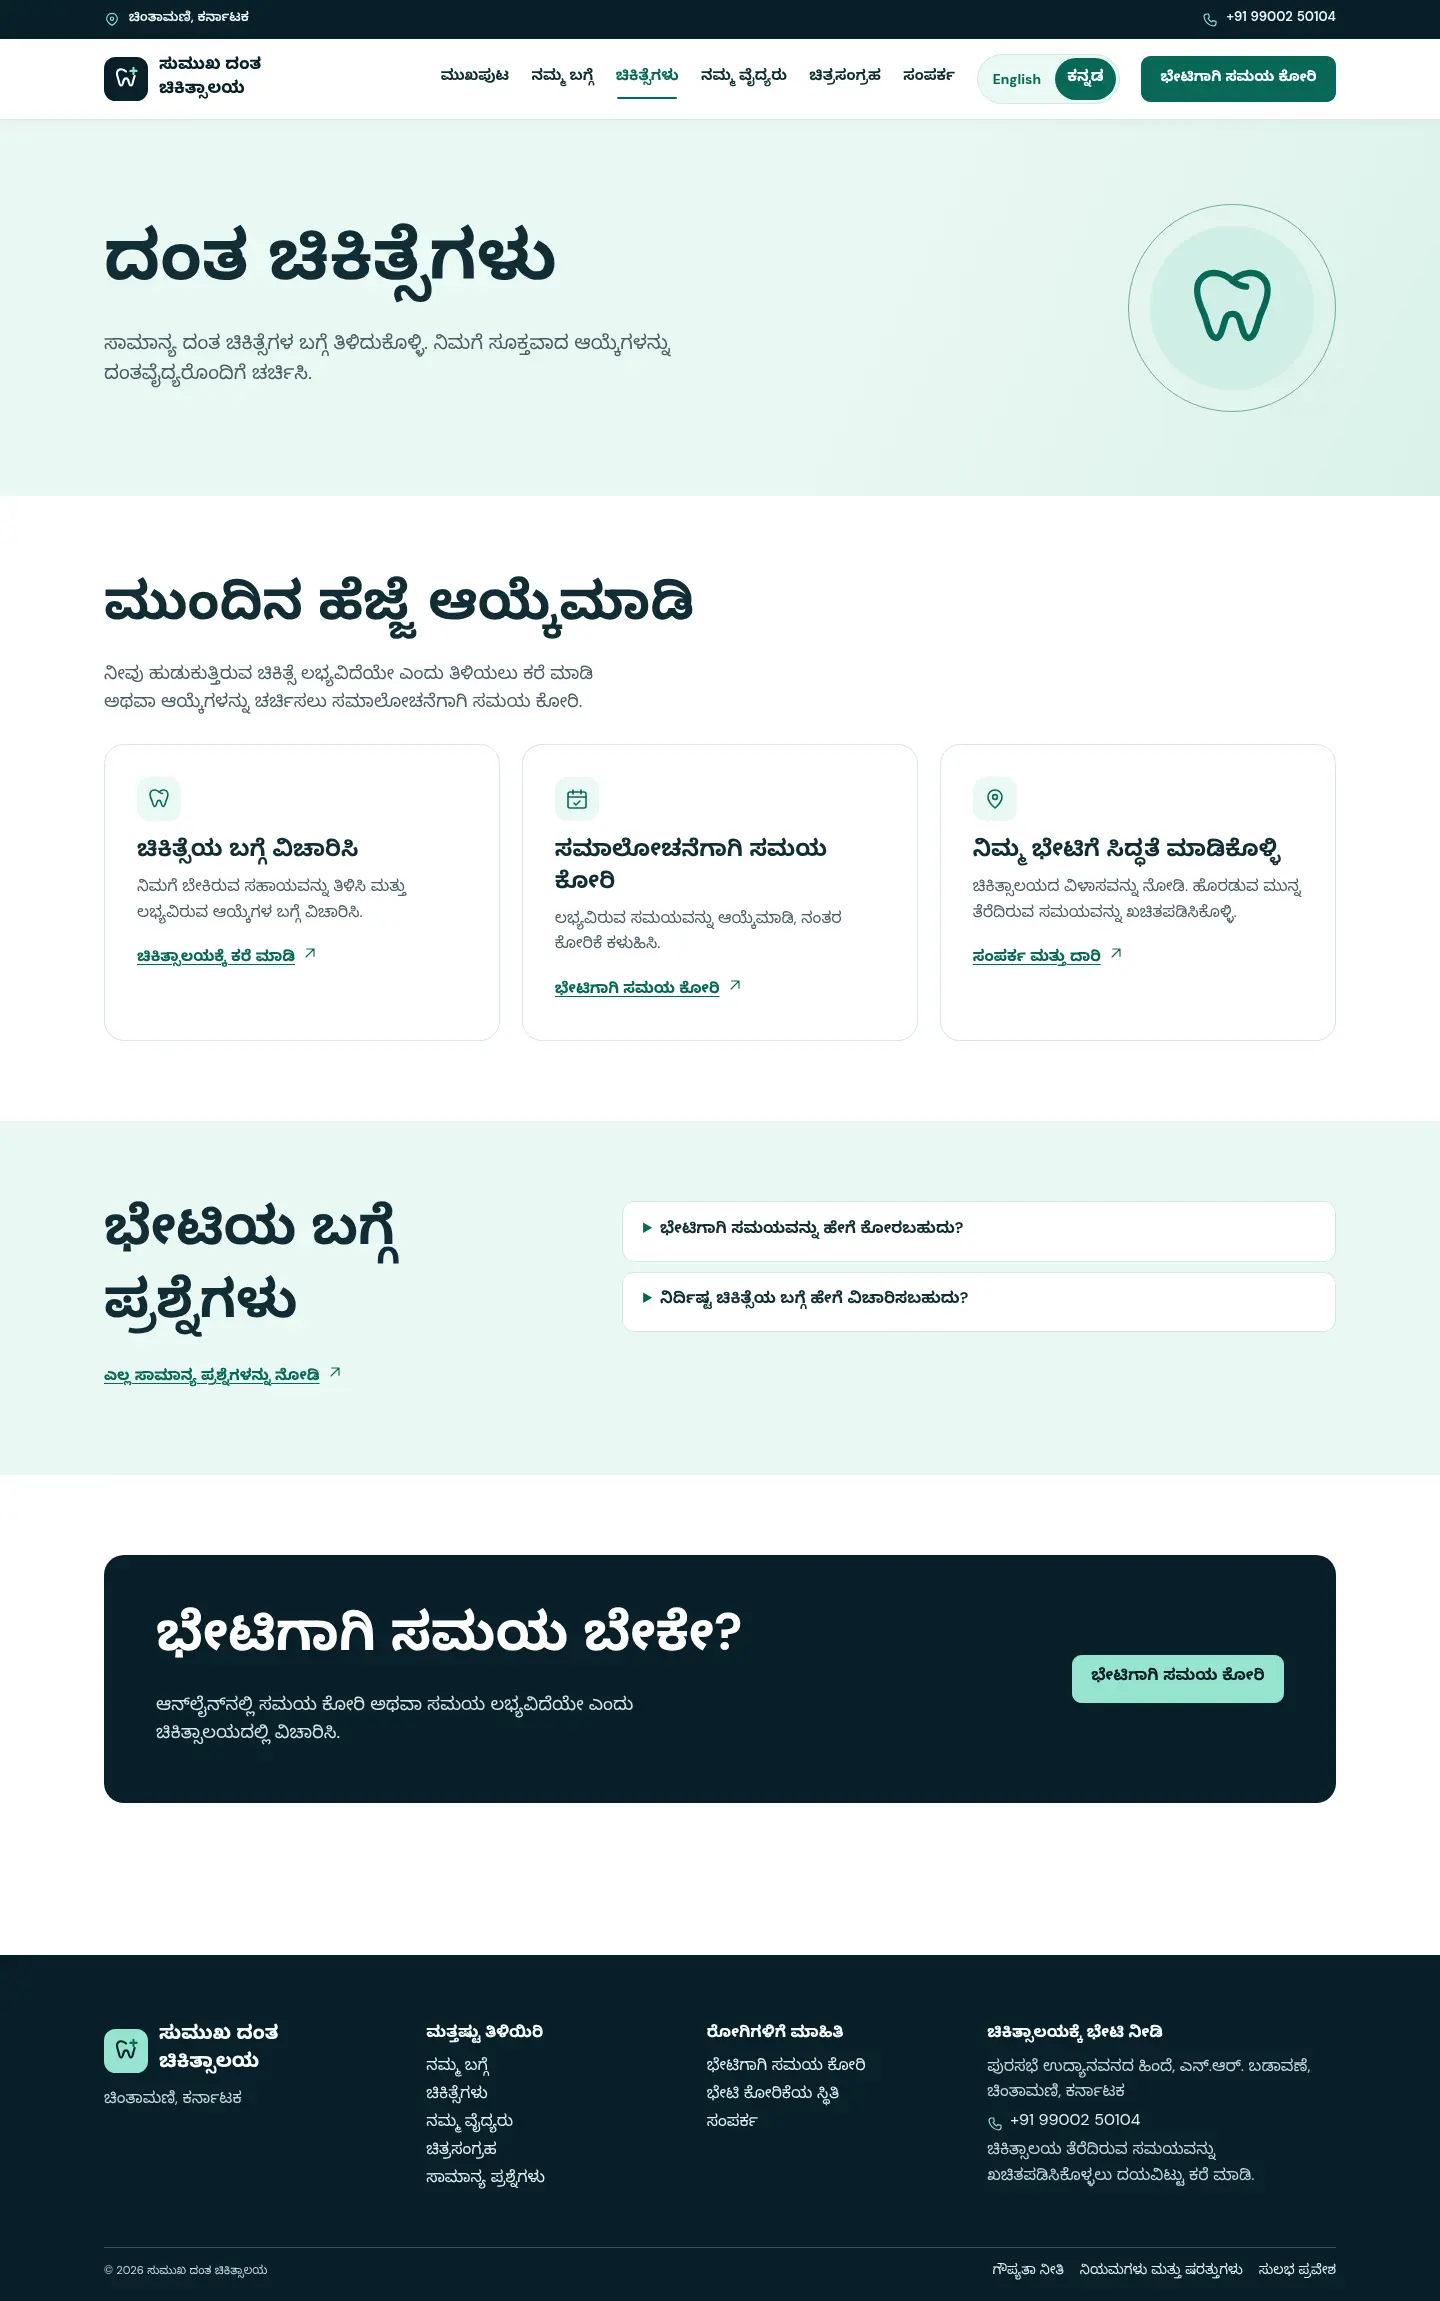 ಚಿಂತಾಮಣಿ, ಕರ್ನಾಟಕ
+91 99002 50104
ಸುಮುಖ ದಂತ
ಚಿಕಿತ್ಸಾಲಯ
ಮುಖಪುಟ
ನಮ್ಮ ಬಗ್ಗೆ
ಚಿಕಿತ್ಸೆಗಳು
ನಮ್ಮ ವೈದ್ಯರು
ಚಿತ್ರಸಂಗ್ರಹ
ಸಂಪರ್ಕ
English
ಕನ್ನಡ
ಭೇಟಿಗಾಗಿ ಸಮಯ ಕೋರಿ
ದಂತ ಚಿಕಿತ್ಸೆಗಳು
ಸಾಮಾನ್ಯ ದಂತ ಚಿಕಿತ್ಸೆಗಳ ಬಗ್ಗೆ ತಿಳಿದುಕೊಳ್ಳಿ. ನಿಮಗೆ ಸೂಕ್ತವಾದ ಆಯ್ಕೆಗಳನ್ನು
ದಂತವೈದ್ಯರೊಂದಿಗೆ ಚರ್ಚಿಸಿ.
ಮುಂದಿನ ಹೆಜ್ಜೆ ಆಯ್ಕೆಮಾಡಿ
ನೀವು ಹುಡುಕುತ್ತಿರುವ ಚಿಕಿತ್ಸೆ ಲಭ್ಯವಿದೆಯೇ ಎಂದು ತಿಳಿಯಲು ಕರೆ ಮಾಡಿ
ಅಥವಾ ಆಯ್ಕೆಗಳನ್ನು ಚರ್ಚಿಸಲು ಸಮಾಲೋಚನೆಗಾಗಿ ಸಮಯ ಕೋರಿ.
ಚಿಕಿತ್ಸೆಯ ಬಗ್ಗೆ ವಿಚಾರಿಸಿ
ನಿಮಗೆ ಬೇಕಿರುವ ಸಹಾಯವನ್ನು ತಿಳಿಸಿ ಮತ್ತು
ಲಭ್ಯವಿರುವ ಆಯ್ಕೆಗಳ ಬಗ್ಗೆ ವಿಚಾರಿಸಿ.
ಚಿಕಿತ್ಸಾಲಯಕ್ಕೆ ಕರೆ ಮಾಡಿ
ಸಮಾಲೋಚನೆಗಾಗಿ ಸಮಯ
ಕೋರಿ
ಲಭ್ಯವಿರುವ ಸಮಯವನ್ನು ಆಯ್ಕೆಮಾಡಿ, ನಂತರ
ಕೋರಿಕೆ ಕಳುಹಿಸಿ.
ಭೇಟಿಗಾಗಿ ಸಮಯ ಕೋರಿ
ನಿಮ್ಮ ಭೇಟಿಗೆ ಸಿದ್ಧತೆ ಮಾಡಿಕೊಳ್ಳಿ
ಚಿಕಿತ್ಸಾಲಯದ ವಿಳಾಸವನ್ನು ನೋಡಿ. ಹೊರಡುವ ಮುನ್ನ
ತೆರೆದಿರುವ ಸಮಯವನ್ನು ಖಚಿತಪಡಿಸಿಕೊಳ್ಳಿ.
ಸಂಪರ್ಕ ಮತ್ತು ದಾರಿ
ಭೇಟಿಯ ಬಗ್ಗೆ
ಪ್ರಶ್ನೆಗಳು
ಎಲ್ಲ ಸಾಮಾನ್ಯ ಪ್ರಶ್ನೆಗಳನ್ನು ನೋಡಿ
ಭೇಟಿಗಾಗಿ ಸಮಯವನ್ನು ಹೇಗೆ ಕೋರಬಹುದು?
ನಿರ್ದಿಷ್ಟ ಚಿಕಿತ್ಸೆಯ ಬಗ್ಗೆ ಹೇಗೆ ವಿಚಾರಿಸಬಹುದು?
ಭೇಟಿಗಾಗಿ ಸಮಯ ಬೇಕೇ?
ಆನ್‌ಲೈನ್‌ನಲ್ಲಿ ಸಮಯ ಕೋರಿ ಅಥವಾ ಸಮಯ ಲಭ್ಯವಿದೆಯೇ ಎಂದು
ಚಿಕಿತ್ಸಾಲಯದಲ್ಲಿ ವಿಚಾರಿಸಿ.
ಭೇಟಿಗಾಗಿ ಸಮಯ ಕೋರಿ
ಸುಮುಖ ದಂತ
ಚಿಕಿತ್ಸಾಲಯ
ಚಿಂತಾಮಣಿ, ಕರ್ನಾಟಕ
ಮತ್ತಷ್ಟು ತಿಳಿಯಿರಿ
ನಮ್ಮ ಬಗ್ಗೆ
ಚಿಕಿತ್ಸೆಗಳು
ನಮ್ಮ ವೈದ್ಯರು
ಚಿತ್ರಸಂಗ್ರಹ
ಸಾಮಾನ್ಯ ಪ್ರಶ್ನೆಗಳು
ರೋಗಿಗಳಿಗೆ ಮಾಹಿತಿ
ಭೇಟಿಗಾಗಿ ಸಮಯ ಕೋರಿ
ಭೇಟಿ ಕೋರಿಕೆಯ ಸ್ಥಿತಿ
ಸಂಪರ್ಕ
ಚಿಕಿತ್ಸಾಲಯಕ್ಕೆ ಭೇಟಿ ನೀಡಿ
ಪುರಸಭೆ ಉದ್ಯಾನವನದ ಹಿಂದೆ, ಎನ್.ಆರ್. ಬಡಾವಣೆ,
ಚಿಂತಾಮಣಿ, ಕರ್ನಾಟಕ
+91 99002 50104
ಚಿಕಿತ್ಸಾಲಯ ತೆರೆದಿರುವ ಸಮಯವನ್ನು
ಖಚಿತಪಡಿಸಿಕೊಳ್ಳಲು ದಯವಿಟ್ಟು ಕರೆ ಮಾಡಿ.
© 2026 ಸುಮುಖ ದಂತ ಚಿಕಿತ್ಸಾಲಯ
ಗೌಪ್ಯತಾ ನೀತಿ
ನಿಯಮಗಳು ಮತ್ತು ಷರತ್ತುಗಳು
ಸುಲಭ ಪ್ರವೇಶ